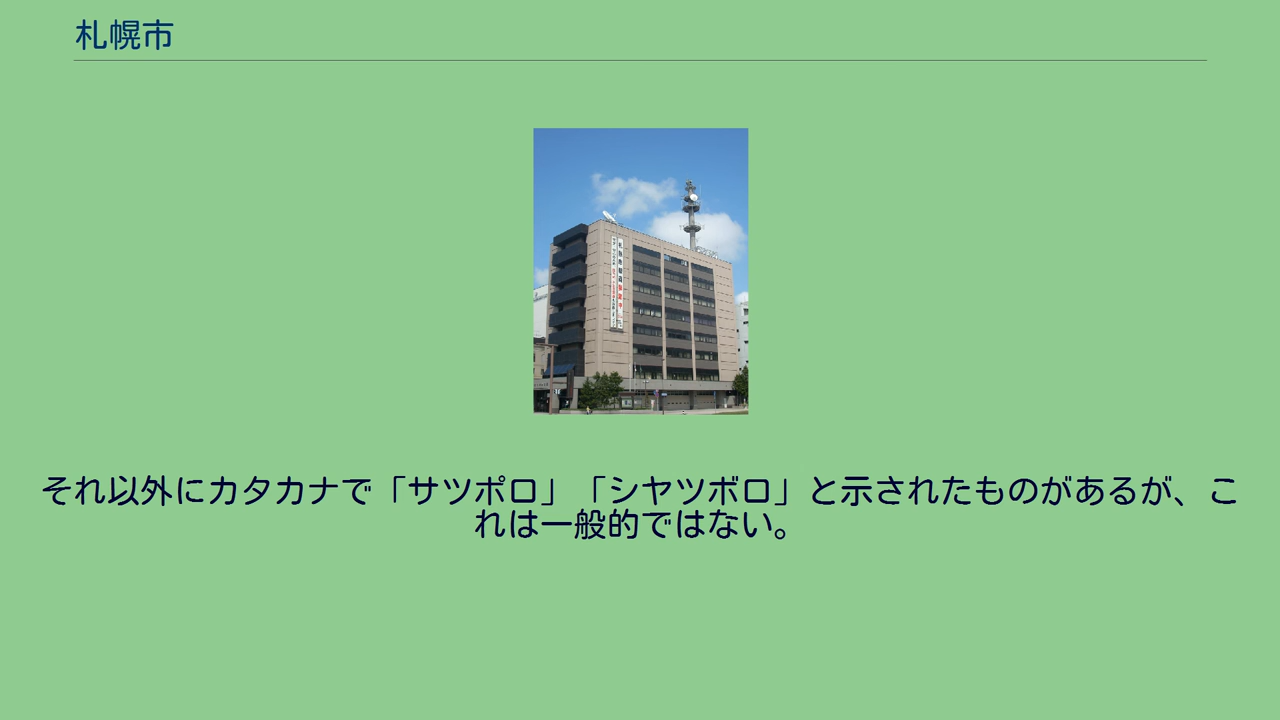 札幌市
それ以外にカタカナで「サツポロ」「シヤツボロ」と示されたものがあるが、こ
れは一般的ではない。